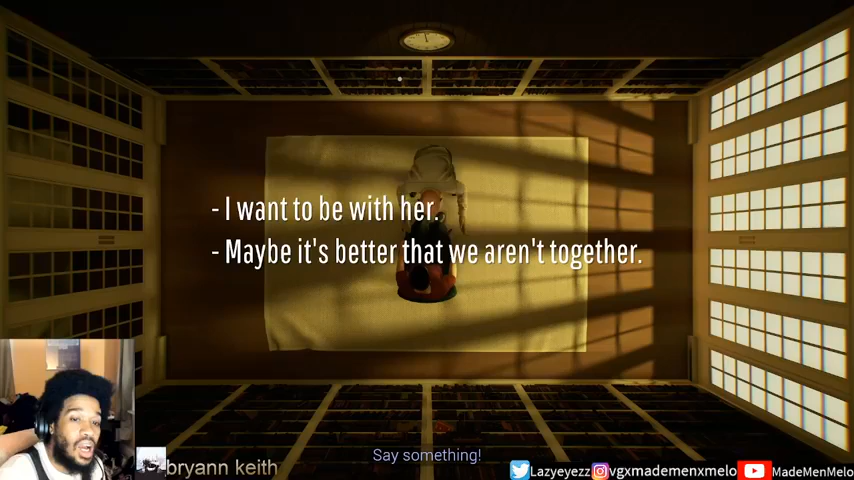 - I want to be with her.
- Maybe it's better that we aren't together.
Say something!
bryann keith
Lazyeyezz
vgxmademenxmelo
MadeMenMelo